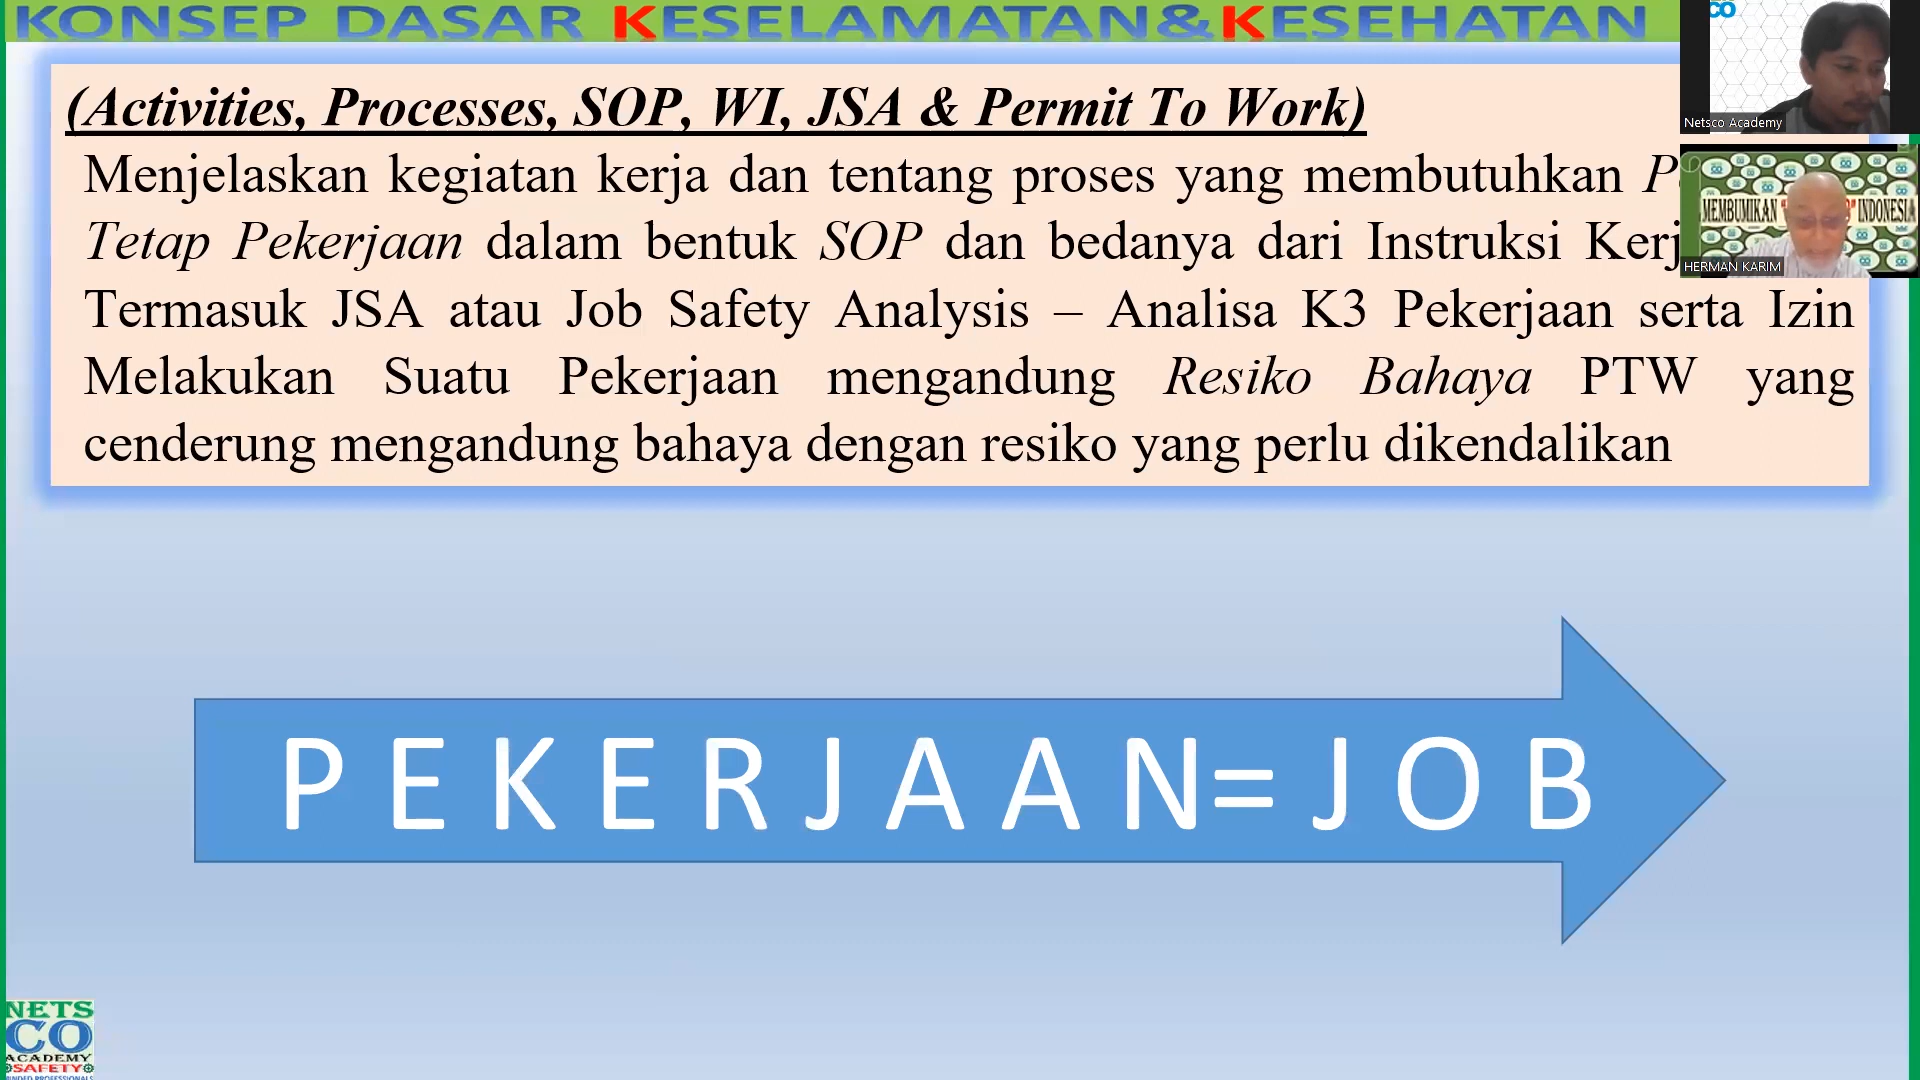 KONSEP DASAR KESELAMATAN&KESEHATAN
(Activities, Processes, SOP, WI, JSA & Permit To Work)
Menjelaskan kegiatan kerja dan tentang proses yang membutuhkan
Tetap Pekerjaan dalam bentuk SOP dan bedanya dari Instruksi Kerj
Termasuk JSA atau Job Safety Analysis – Analisa K3 Pekerjaan serta Izin
Melakukan Suatu Pekerjaan mengandung Resiko Bahaya PTW yang
cenderung mengandung bahaya dengan resiko yang perlu dikendalikan
P E K E R J A A N= J O B
CO
Netsco Academy
MEMBUMIKAN INDONESIA
HERMAN KARIM
NETS
CO
ACADEMY
SAFETY
MINDED PROFESSIONALS